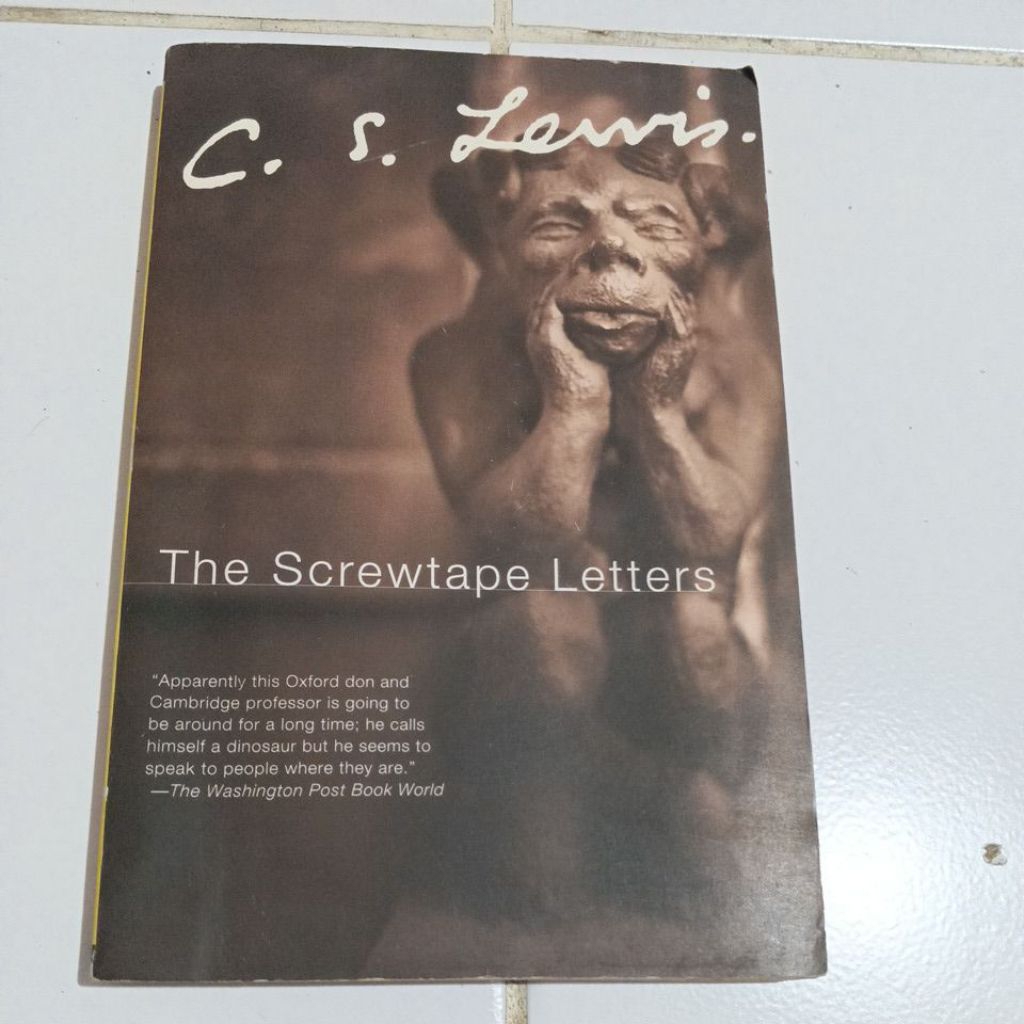 C. S. Lewis.
The Screwtape Letters
"Apparently this Oxford don and
Cambridge professor is going to
be around for a long time; he calls
himself a dinosaur but he seems to
speak to people where they are."
—The Washington Post Book World